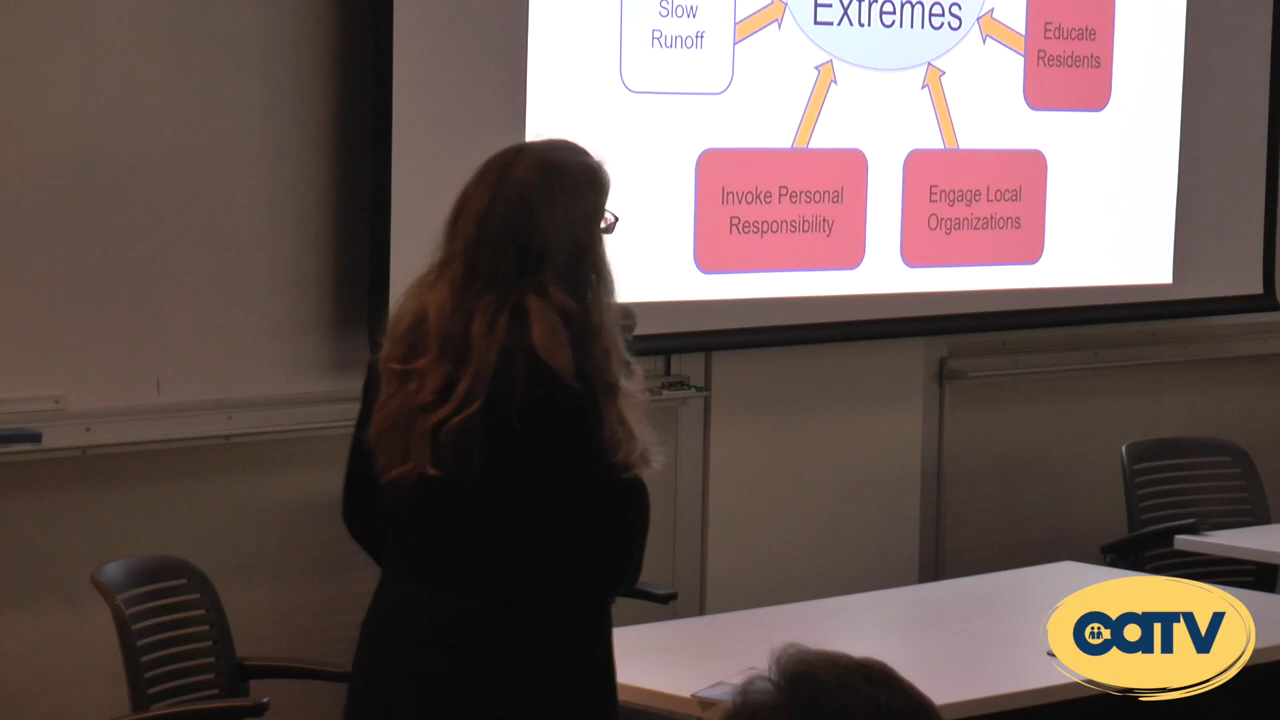 Slow
Runoff
Extremes
Educate
Residents
Invoke Personal
Responsibility
Engage Local
Organizations
caTV